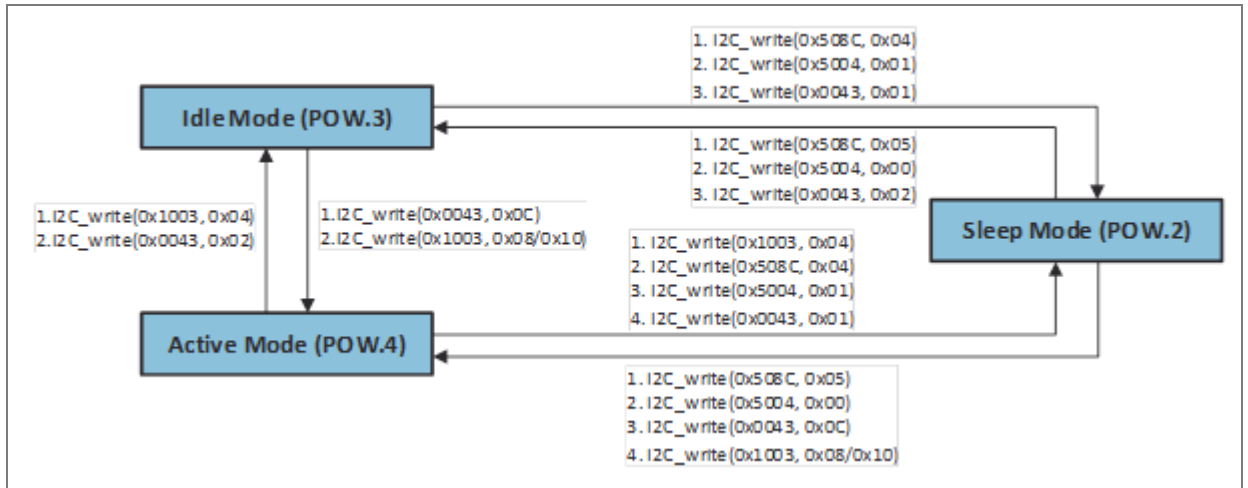 1. I2C_write(0x508C, 0x04)
2. I2C_write(0x5004, 0x01)
3. I2C_write(0x0043, 0x01)
Idle Mode (POW.3)
1. I2C_write(0x508C, 0x05)
2. I2C_write(0x5004, 0x00)
3. I2C_write(0x0043, 0x02)
1.I2C_write(0x1003, 0x04)
2.I2C_write(0x0043, 0x02)
1.I2C_write(0x0043, 0x0C)
2.I2C_write(0x1003, 0x08/0x10)
Sleep Mode (POW.2)
1. I2C_write(0x1003, 0x04)
2. I2C_write(0x508C, 0x04)
3. I2C_write(0x5004, 0x01)
4. I2C_write(0x0043, 0x01)
Active Mode (POW.4)
1. I2C_write(0x508C, 0x05)
2. I2C_write(0x5004, 0x00)
3. I2C_write(0x0043, 0x0C)
4. I2C_write(0x1003, 0x08/0x10)